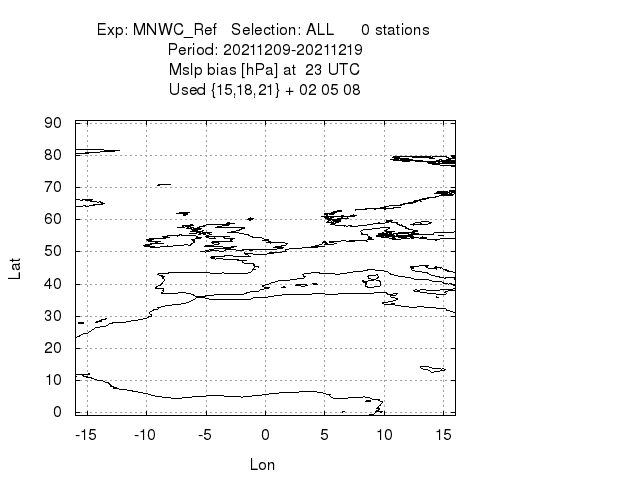 Exp: MNWC_Ref   Selection: ALL      0 stations
Period: 20211209-20211219
Mslp bias [hPa] at  23 UTC
Used {15,18,21} + 02 05 08
90
80
70
60
50
40
30
20
10
0
Lat
-15 -10 -5 0 5 10 15
Lon